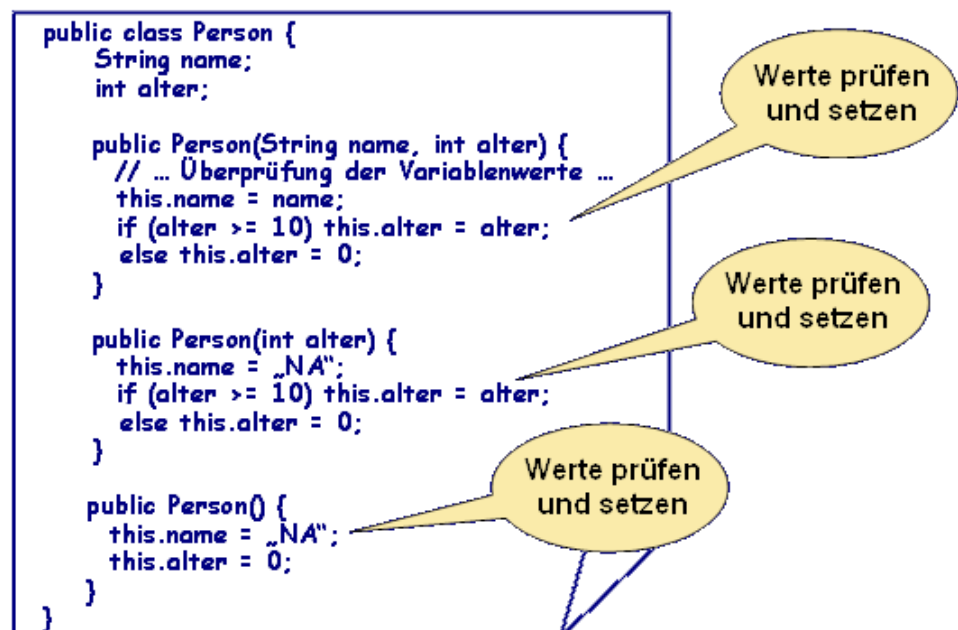 public class Person {
String name;
int alter;
public Person(String name, int alter) {
// ... Überprüfung der Variablenwerte ...
this.name = name;
if (alter >= 10) this.alter = alter;
else this.alter = 0;
}
public Person(int alter) {
this.name = „NA“;
if (alter >= 10) this.alter = alter;
else this.alter = 0;
}
public Person() {
this.name = „NA“;
this.alter = 0;
}
}
Werte prüfen
und setzen
Werte prüfen
und setzen
Werte prüfen
und setzen